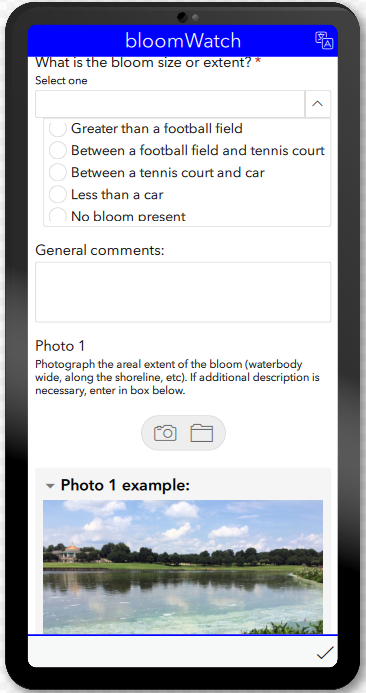 bloomWatch
What is the bloom size or extent? *
Select one
Greater than a football field
Between a football field and tennis court
Between a tennis court and car
Less than a car
No bloom present
General comments:
Photo 1
Photograph the areal extent of the bloom (waterbody
wide, along the shoreline, etc). If additional description is
necessary, enter in box below.
Photo 1 example: